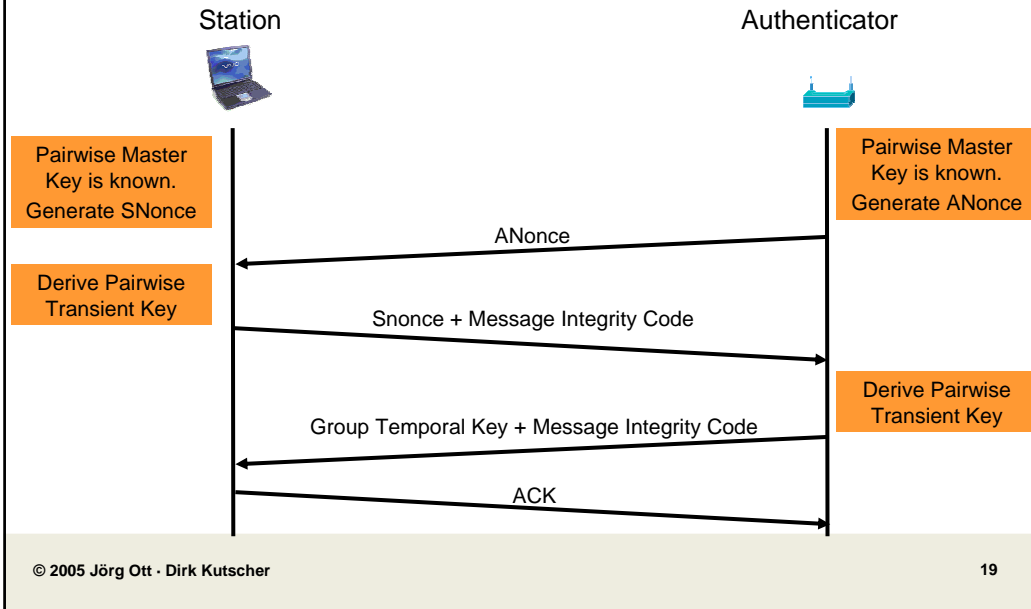 Station
Authenticator
Pairwise Master
Key is known.
Generate SNonce
Pairwise Master
Key is known.
Generate ANonce
ANonce
Derive Pairwise
Transient Key
Snonce + Message Integrity Code
Derive Pairwise
Transient Key
Group Temporal Key + Message Integrity Code
ACK
© 2005 Jörg Ott · Dirk Kutscher
19